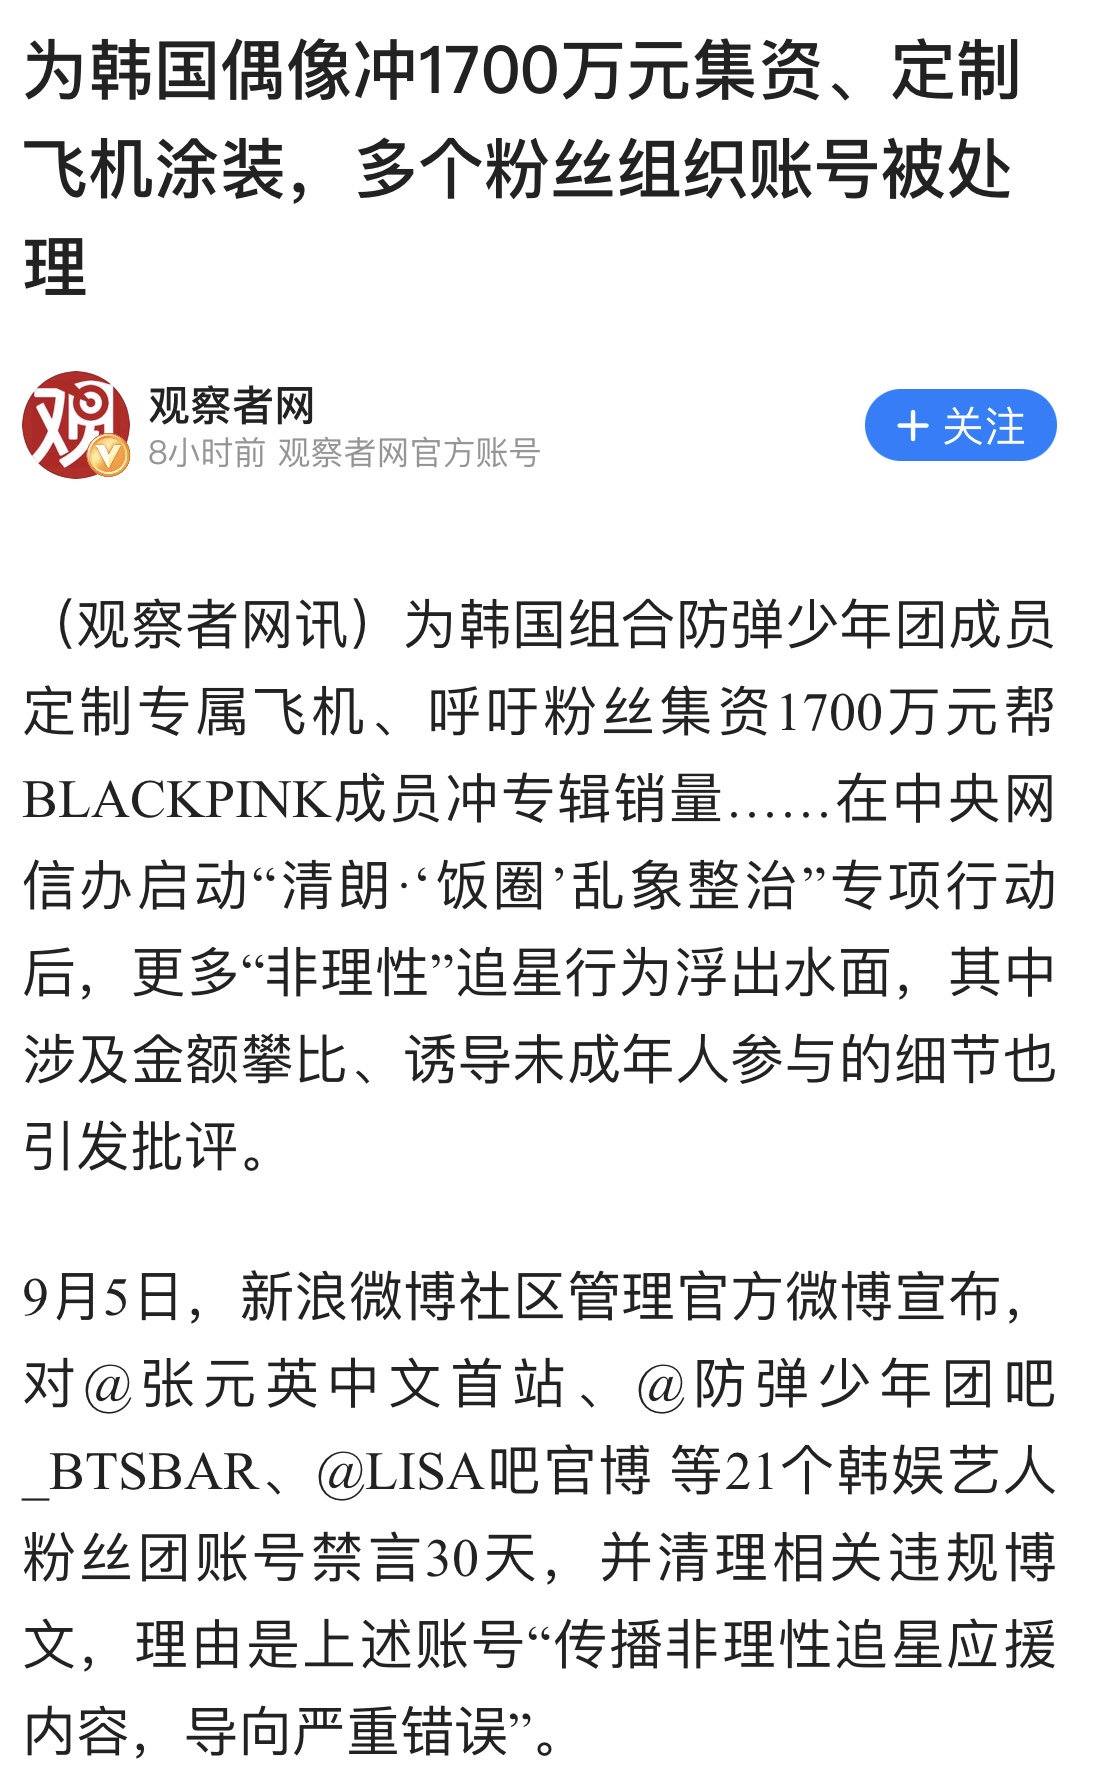 为韩国偶像冲1700万元集资、定制
飞机涂装，多个粉丝组织账号被处
理
观
观察者网
8小时前 观察者网官方账号
+ 关注
（观察者网讯）为韩国组合防弹少年团成员
定制专属飞机、呼吁粉丝集资1700万元帮
BLACKPINK成员冲专辑销量……在中央网
信办启动“清朗·‘饭圈’乱象整治”专项行动
后，更多“非理性”追星行为浮出水面，其中
涉及金额攀比、诱导未成年人参与的细节也
引发批评。
9月5日，新浪微博社区管理官方微博宣布，
对@张元英中文首站、@防弹少年团吧
_BTSBAR、@LISA吧官博 等21个韩娱艺人
粉丝团账号禁言30天，并清理相关违规博
文，理由是上述账号“传播非理性追星应援
内容，导向严重错误”。